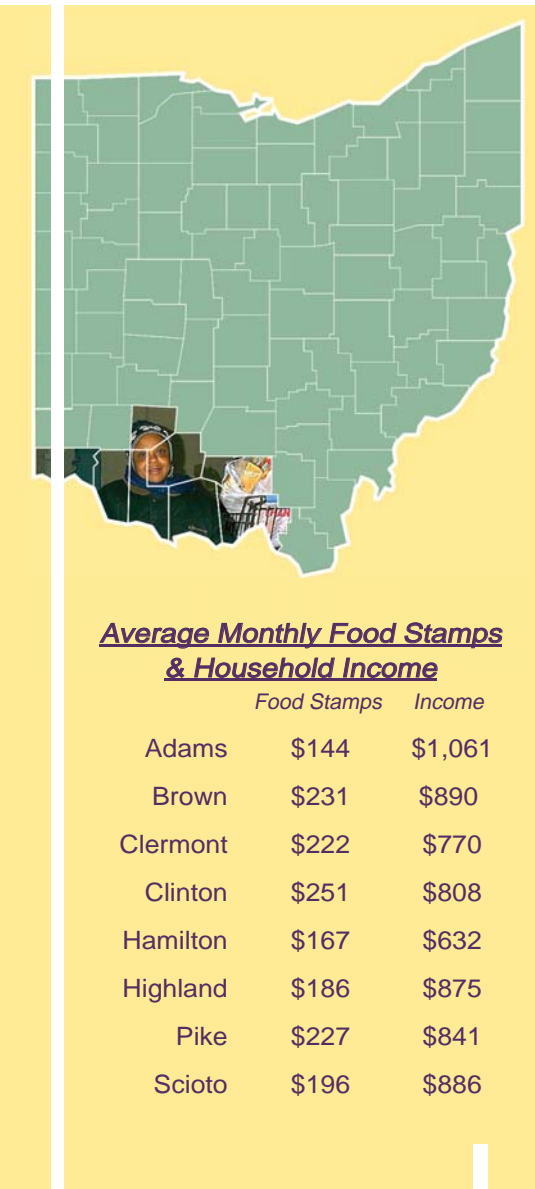 Average Monthly Food Stamps
& Household Income
Food Stamps Income
Adams $144 $1,061
Brown $231 $890
Clermont $222 $770
Clinton $251 $808
Hamilton $167 $632
Highland $186 $875
Pike $227 $841
Scioto $196 $886